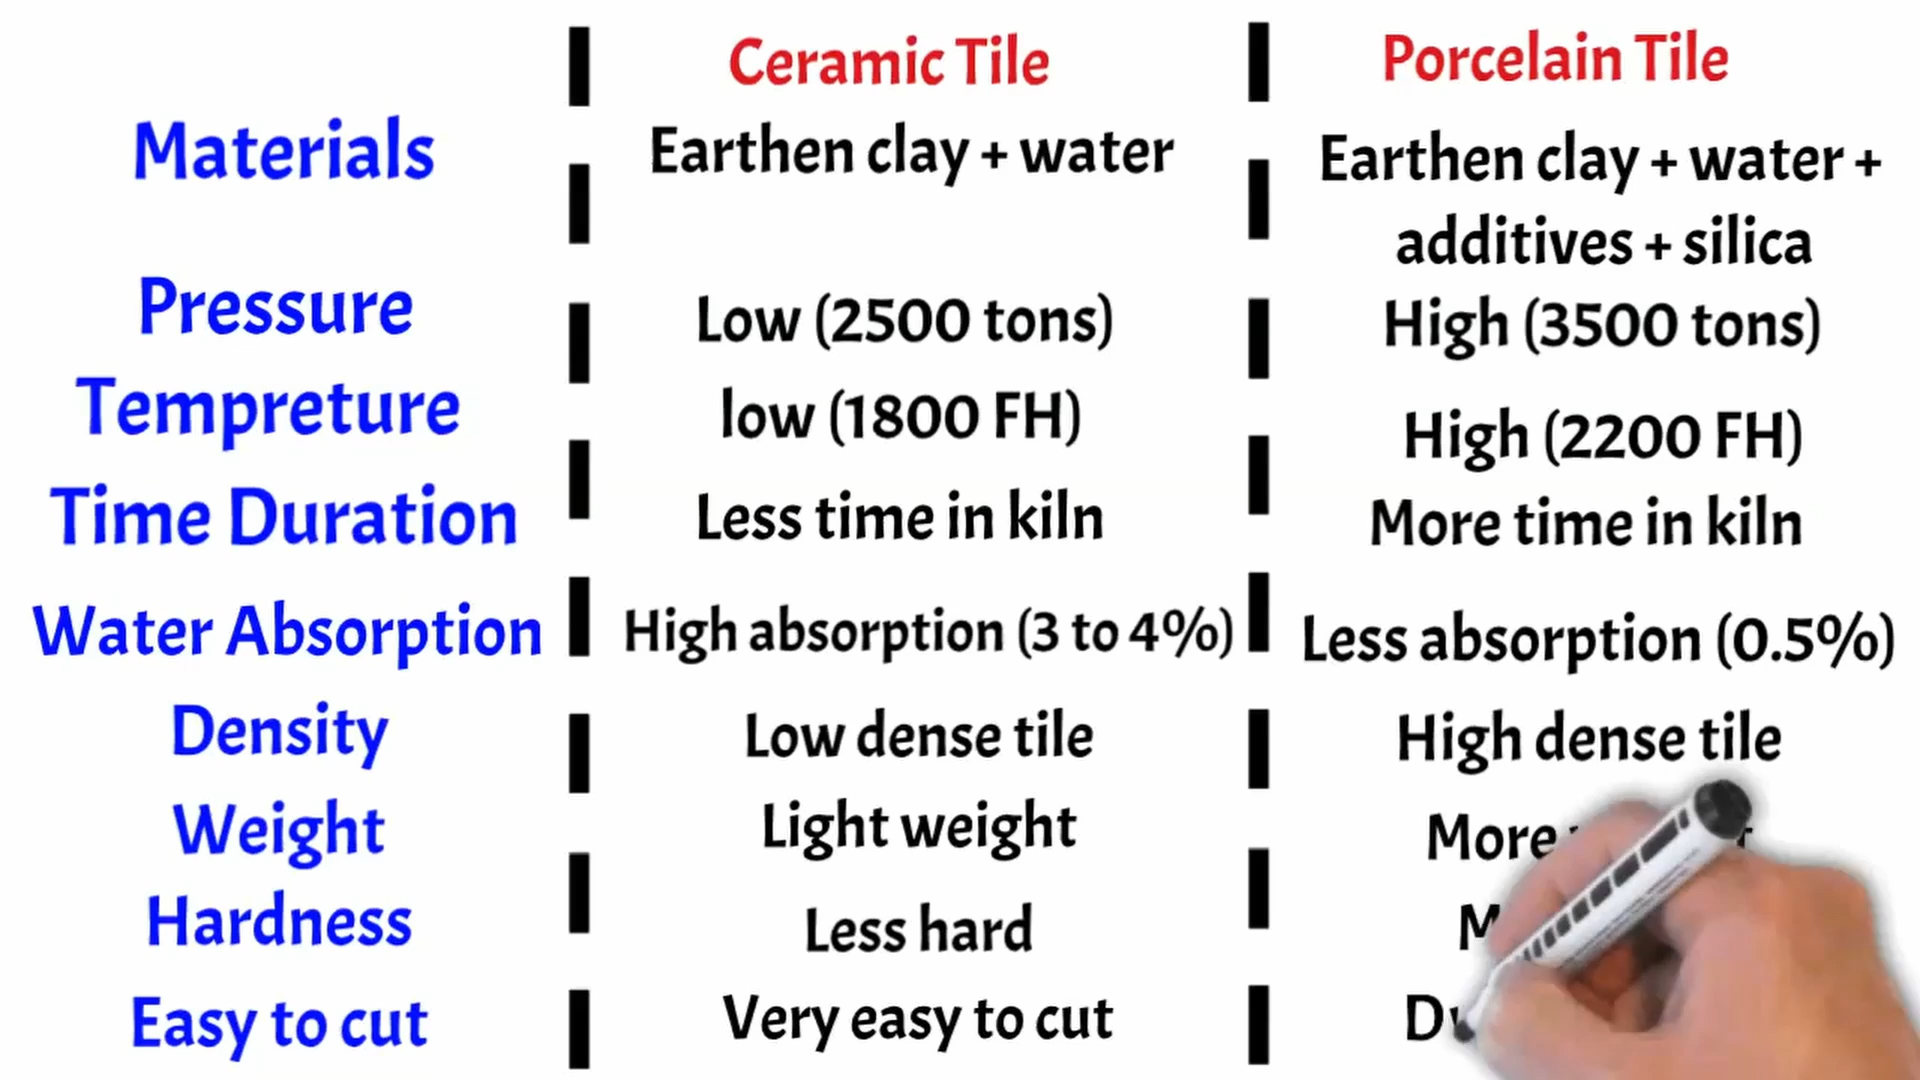 Ceramic Tile
Porcelain Tile
Materials
Earthen clay + water
Earthen clay + water +
additives + silica
Pressure
Low (2500 tons)
High (3500 tons)
Tempreture
low (1800 FH)
High (2200 FH)
Time Duration
Less time in kiln
More time in kiln
Water Absorption
High absorption (3 to 4%)
Less absorption (0.5%)
Density
Low dense tile
High dense tile
Weight
Light weight
More
Hardness
Less hard
Easy to cut
Very easy to cut